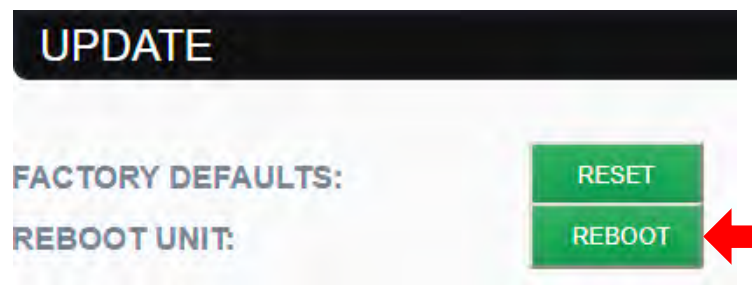 UPDATE
FACTORY DEFAULTS: RESET
REBOOT UNIT: REBOOT